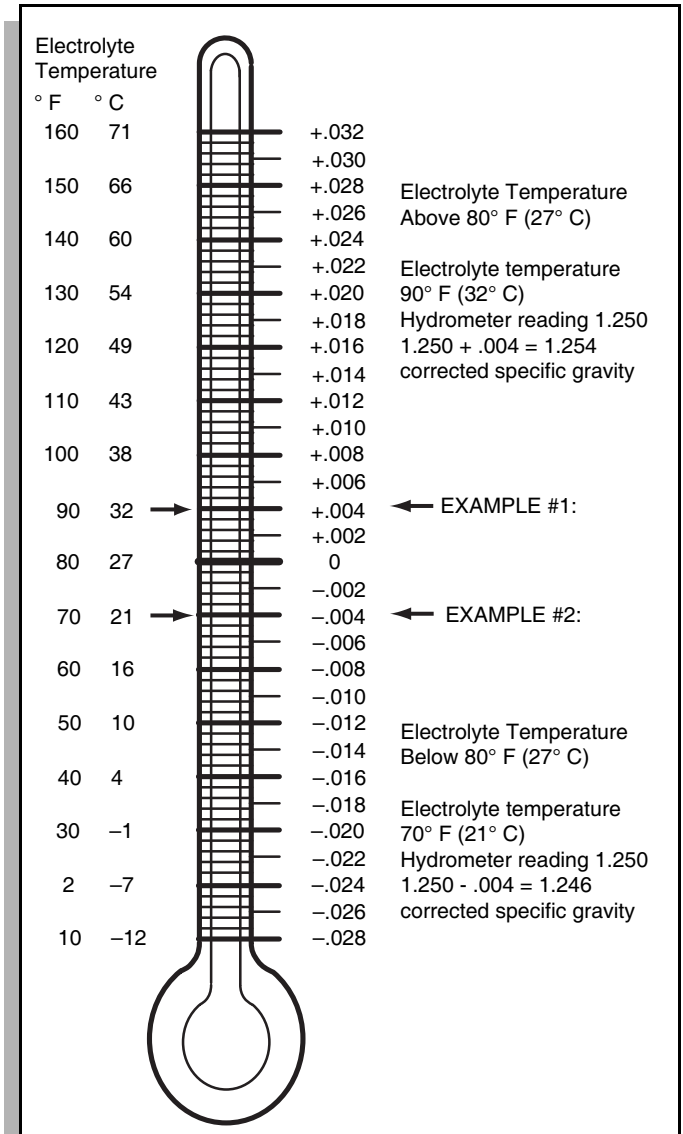 Electrolyte
Temperature
° F ° C
160 71 +.032
+.030
150 66 +.028
+.026
140 60 +.024
+.022
130 54 +.020
+.018
120 49 +.016
+.014
110 43 +.012
+.010
100 38 +.008
+.006
90 32 +.004 EXAMPLE #1:
+.002
80 27 0
–.002
70 21 –.004 EXAMPLE #2:
–.006
60 16 –.008
–.010
50 10 –.012
–.014
40 4 –.016
–.018
30 –1 –.020
–.022
2 –7 –.024
–.026
10 –12 –.028
Electrolyte Temperature
Above 80° F (27° C)
Electrolyte temperature
90° F (32° C)
Hydrometer reading 1.250
1.250 + .004 = 1.254
corrected specific gravity
Electrolyte Temperature
Below 80° F (27° C)
Electrolyte temperature
70° F (21° C)
Hydrometer reading 1.250
1.250 - .004 = 1.246
corrected specific gravity